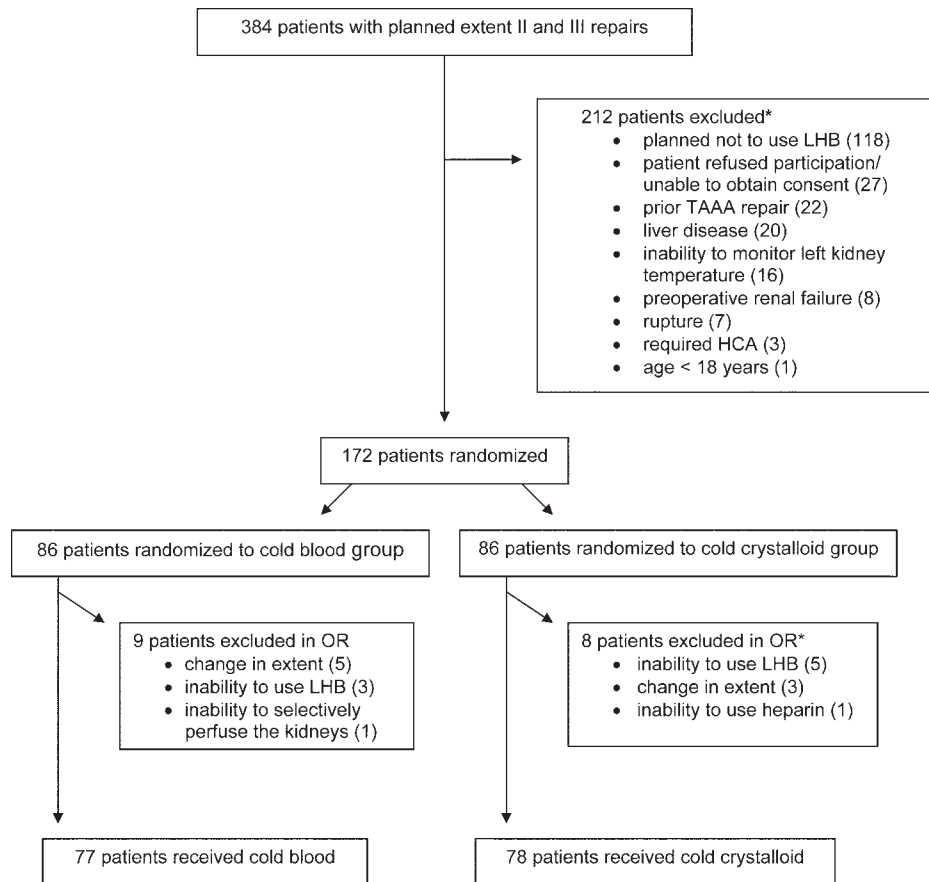 384 patients with planned extent II and III repairs
212 patients excluded*
• planned not to use LHB (118)
• patient refused participation/
unable to obtain consent (27)
• prior TAAA repair (22)
• liver disease (20)
• inability to monitor left kidney
temperature (16)
• preoperative renal failure (8)
• rupture (7)
• required HCA (3)
• age < 18 years (1)
172 patients randomized
86 patients randomized to cold blood group
86 patients randomized to cold crystalloid group
9 patients excluded in OR
• change in extent (5)
• inability to use LHB (3)
• inability to selectively
perfuse the kidneys (1)
8 patients excluded in OR*
• inability to use LHB (5)
• change in extent (3)
• inability to use heparin (1)
77 patients received cold blood
78 patients received cold crystalloid